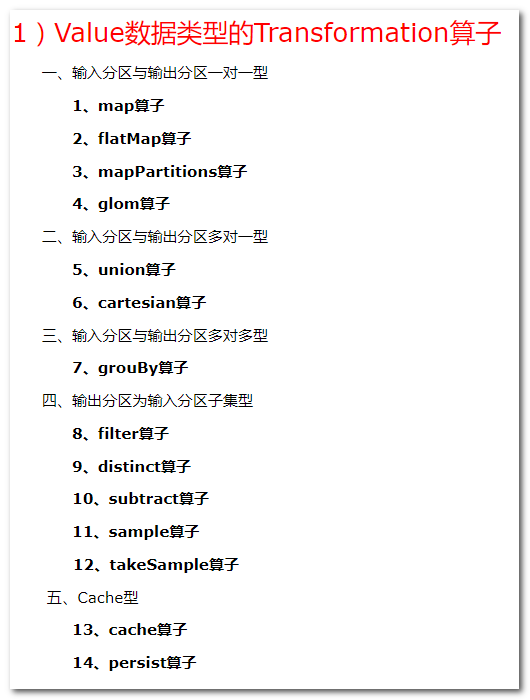 1）Value数据类型的Transformation算子
一、输入分区与输出分区一对一型
1、map算子
2、flatMap算子
3、mapPartitions算子
4、glom算子
二、输入分区与输出分区多对一型
5、union算子
6、cartesian算子
三、输入分区与输出分区多对多型
7、grouBy算子
四、输出分区为输入分区子集型
8、filter算子
9、distinct算子
10、subtract算子
11、sample算子
12、takeSample算子
五、Cache型
13、cache算子
14、persist算子